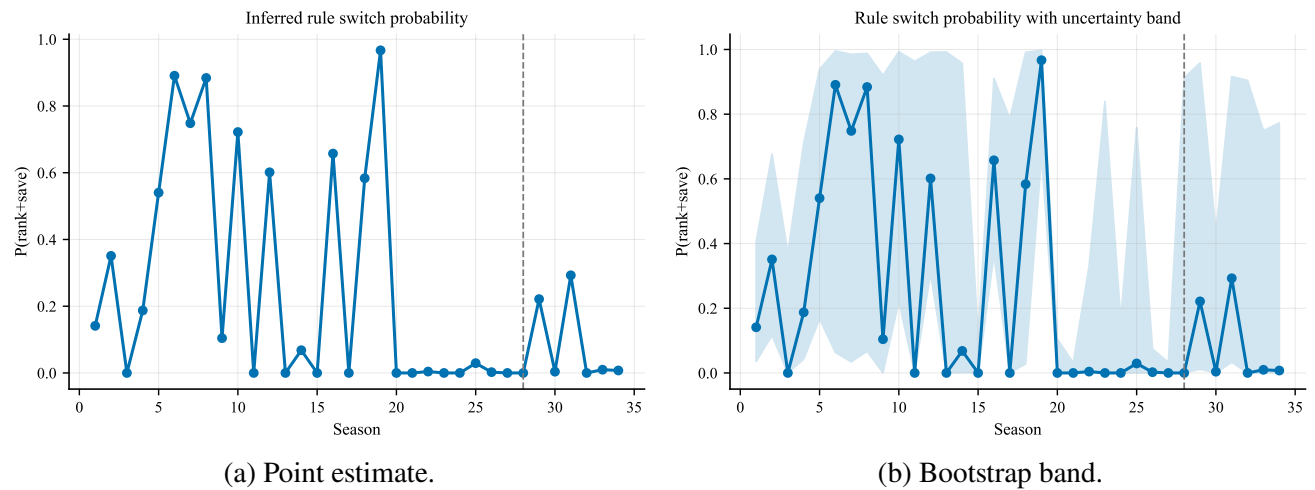 Inferred rule switch probability
1.0
0.8
0.6
0.4
0.2
0.0
P(rank+save)
0 5 10 15 20 25 30 35
Season
(a) Point estimate.
Rule switch probability with uncertainty band
1.0
0.8
0.6
0.4
0.2
0.0
P(rank+save)
0 5 10 15 20 25 30 35
Season
(b) Bootstrap band.